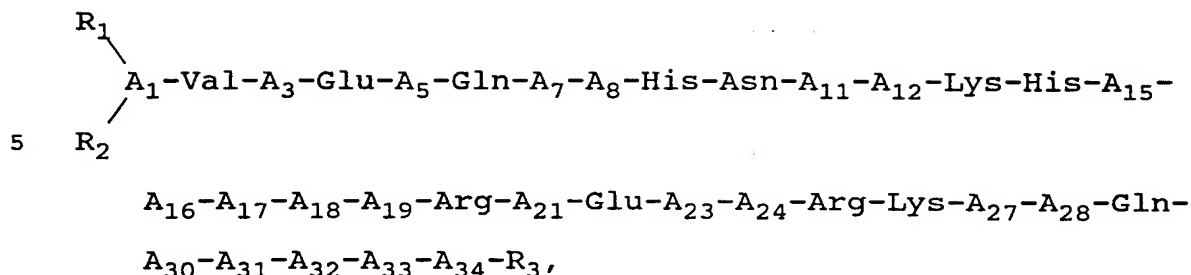 R₁
A₁-Val-A₃-Glu-A₅-Gln-A₇-A₈-His-Asn-A₁₁-A₁₂-Lys-His-A₁₅-
5 R₂
A₁₆-A₁₇-A₁₈-A₁₉-Arg-A₂₁-Glu-A₂₃-A₂₄-Arg-Lys-A₂₇-A₂₈-Gln-
A₃₀-A₃₁-A₃₂-A₃₃-A₃₄-R₃,